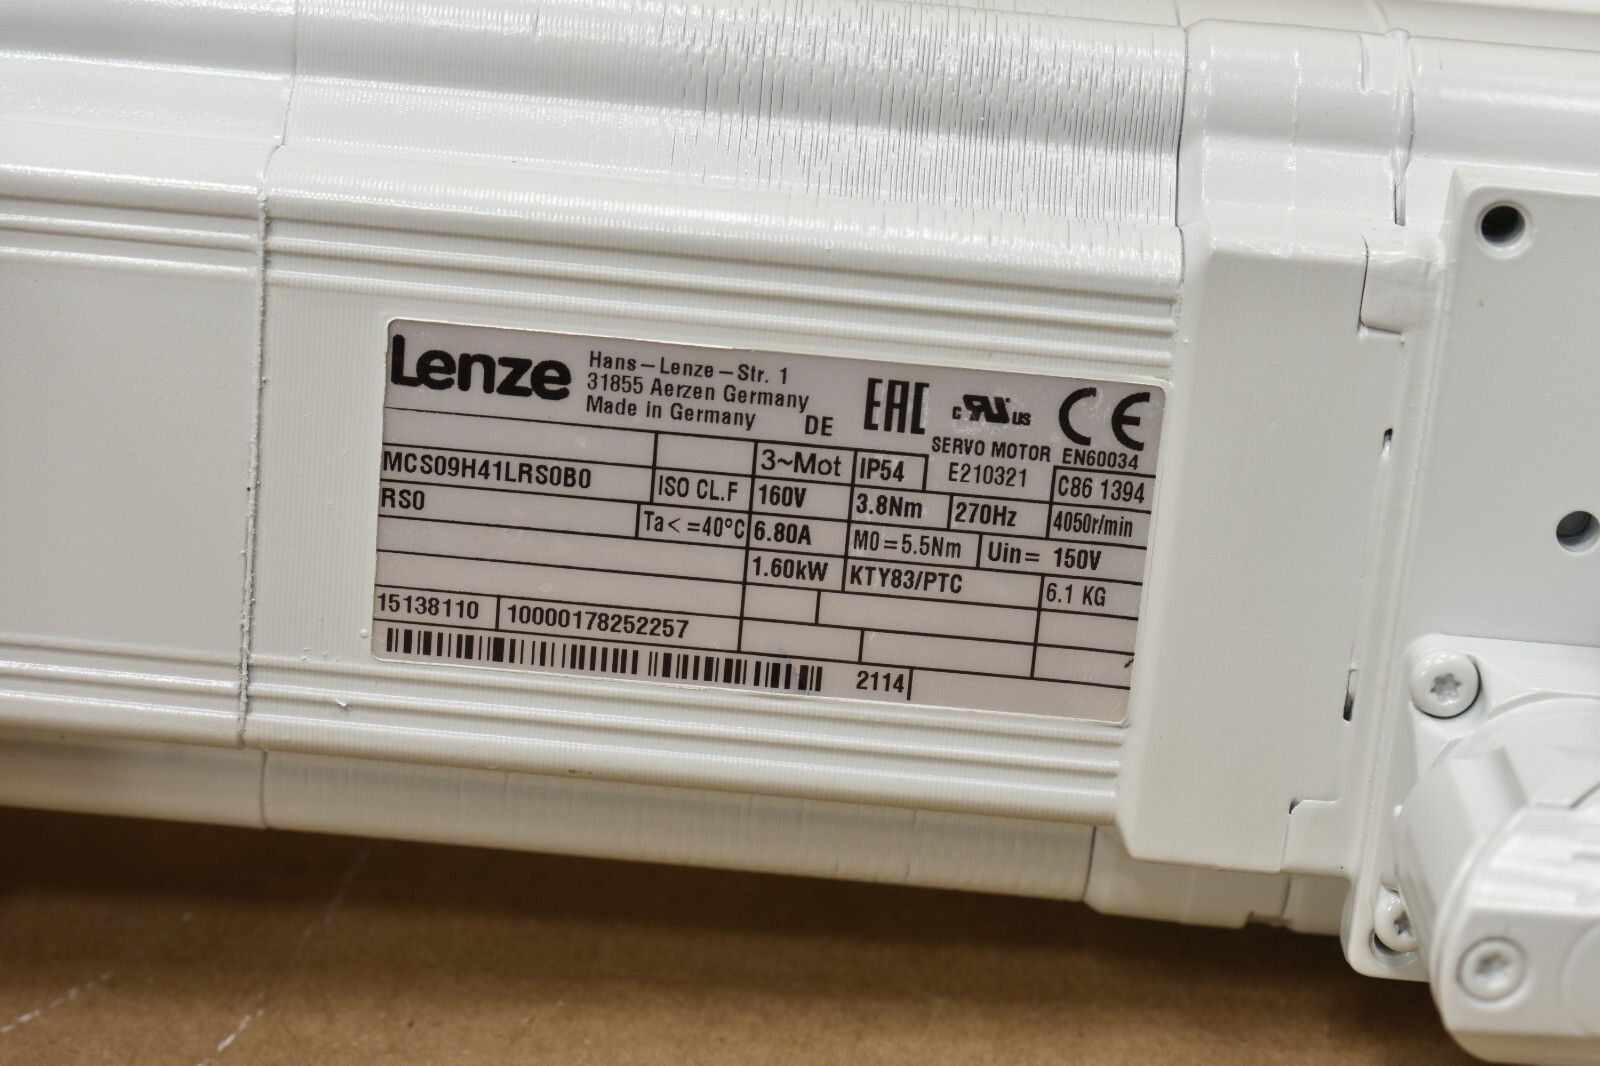 Lenze
Hans-Lenze-Str. 1
31855 Aerzen Germany
Made in Germany
DE
EAC
c RU us
CE
SERVO MOTOR
EN60034
3~Mot
IP54
E210321
C86 1394
MCS09H41LRS0B0
ISO CL.F
160V
3.8Nm
270Hz
4050r/min
RS0
Ta<=40°C
6.80A
M0=5.5Nm
Uin= 150V
1.60kW
KTY83/PTC
6.1 KG
15138110
10000178252257
2114